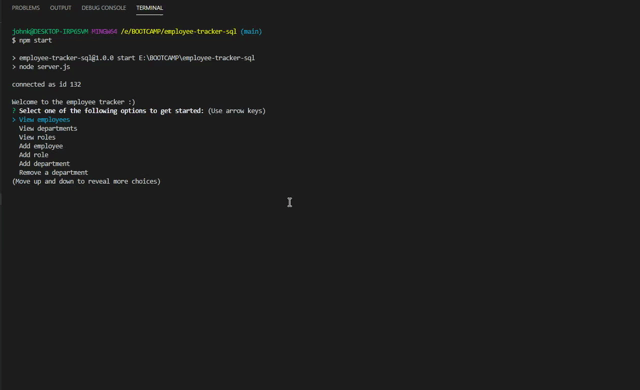 PROBLEMS OUTPUT DEBUG CONSOLE TERMINAL
johnk@DESKTOP-IRP65VM MINGW64 /e/BOOTCAMP/employee-tracker-sql (main)
$ npm start
> employee-tracker-sql@1.0.0 start E:\BOOTCAMP\employee-tracker-sql
> node server.js
connected as id 132
Welcome to the employee tracker :)
? Select one of the following options to get started: (Use arrow keys)
> View employees
View departments
View roles
Add employee
Add role
Add department
Remove a department
(Move up and down to reveal more choices)